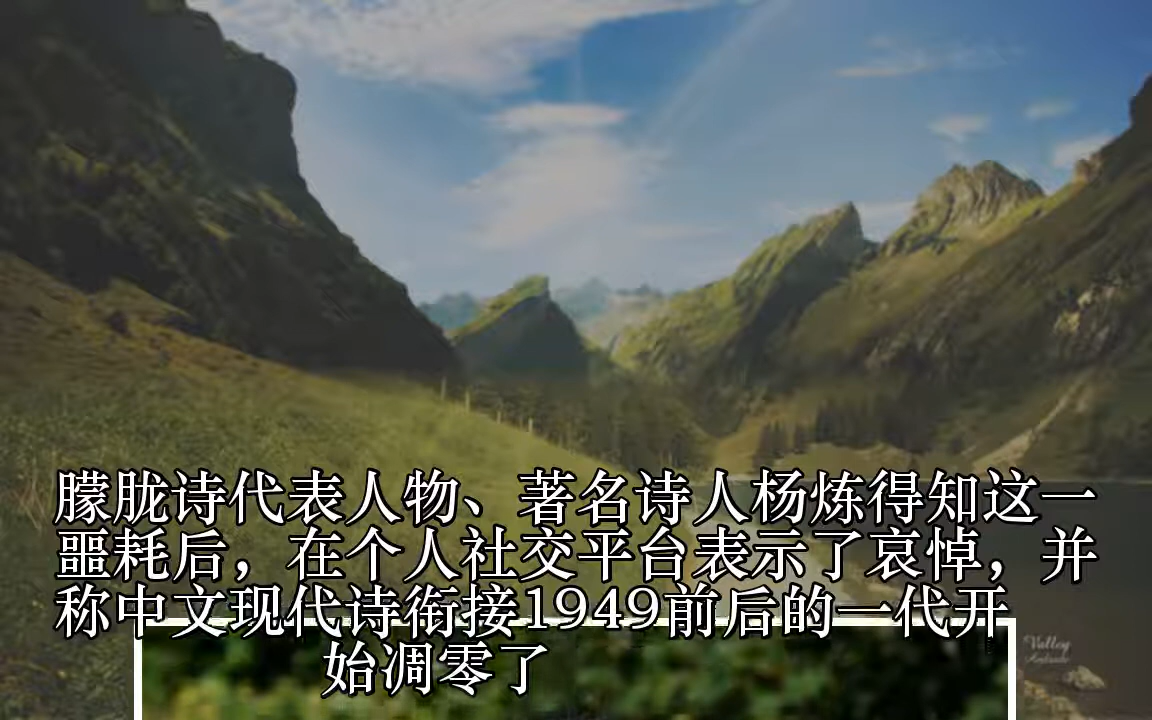 朦胧诗代表人物、著名诗人杨炼得知这一
噩耗后，在个人社交平台表示了哀悼，并
称中文现代诗衔接1949前后的一代开
始凋零了
Valley